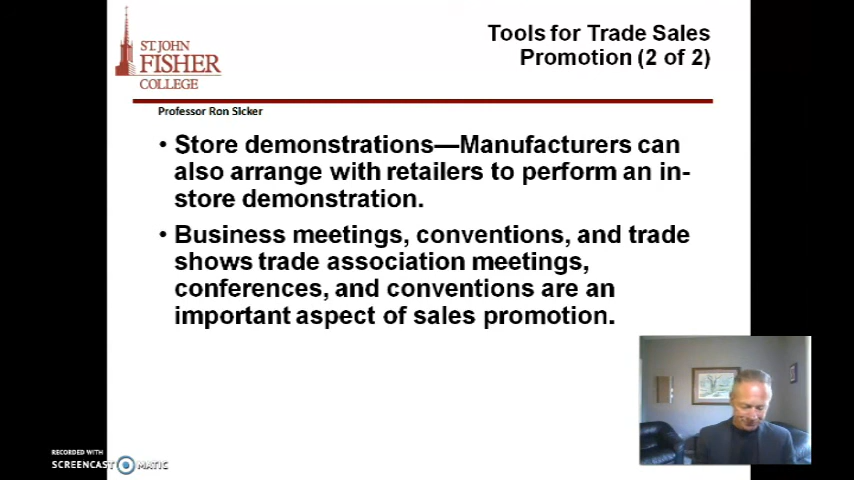 Tools for Trade Sales
Promotion (2 of 2)
ST JOHN
FISHER
COLLEGE
Professor Ron Sicker
• Store demonstrations—Manufacturers can
also arrange with retailers to perform an in-
store demonstration.
• Business meetings, conventions, and trade
shows trade association meetings,
conferences, and conventions are an
important aspect of sales promotion.
RECORDED WITH
SCREENCAST MATIC